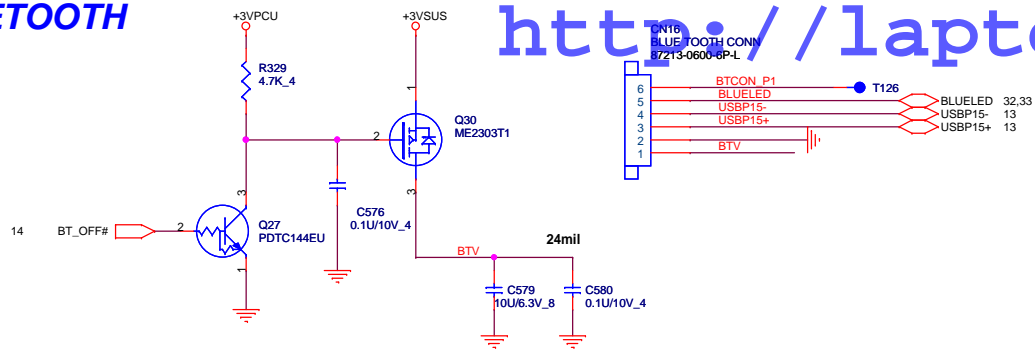 ETOOTH
http://lapto
+3VPCU
+3VSUS
CN16
BLUE TOOTH CONN
87213-0600-6P-L
R329
4.7K_4
6
BTCON_P1
T126
5
BLUELED
BLUELED 32,33
4
USBP15-
USBP15- 13
3
USBP15+
USBP15+ 13
2
1
BTV
1
Q30
ME2303T1
2
3
C576
0.1U/10V_4
3
14
BT_OFF#
2
Q27
PDTC144EU
1
BTV
24mil
C579
10U/6.3V_8
C580
0.1U/10V_4